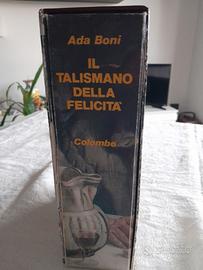 Ada Boni
IL
TALISMANO
DELLA
FELICITÀ
Colombo